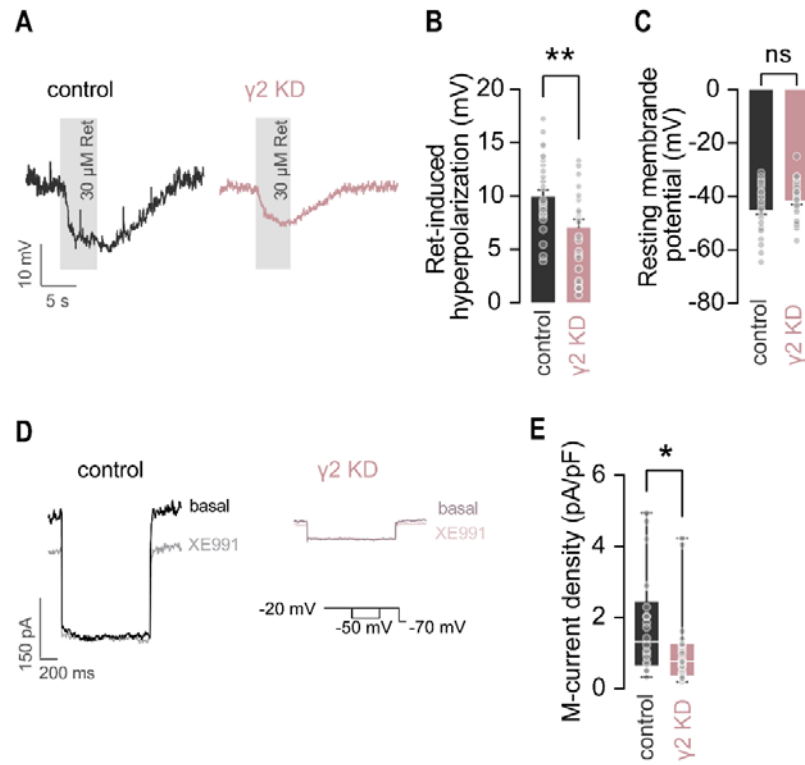 A
control
γ2 KD
30 μM Ret
30 μM Ret
10 mV
5 s
B
**
Ret-induced
hyperpolarization (mV)
20
15
10
5
0
control
γ2 KD
C
ns
Resting membrande
potential (mV)
0
-20
-40
-60
-80
control
γ2 KD
D
control
γ2 KD
basal
XE991
basal
XE991
-20 mV
-50 mV
-70 mV
150 pA
200 ms
E
*
M-current density (pA/pF)
6
4
2
0
control
γ2 KD